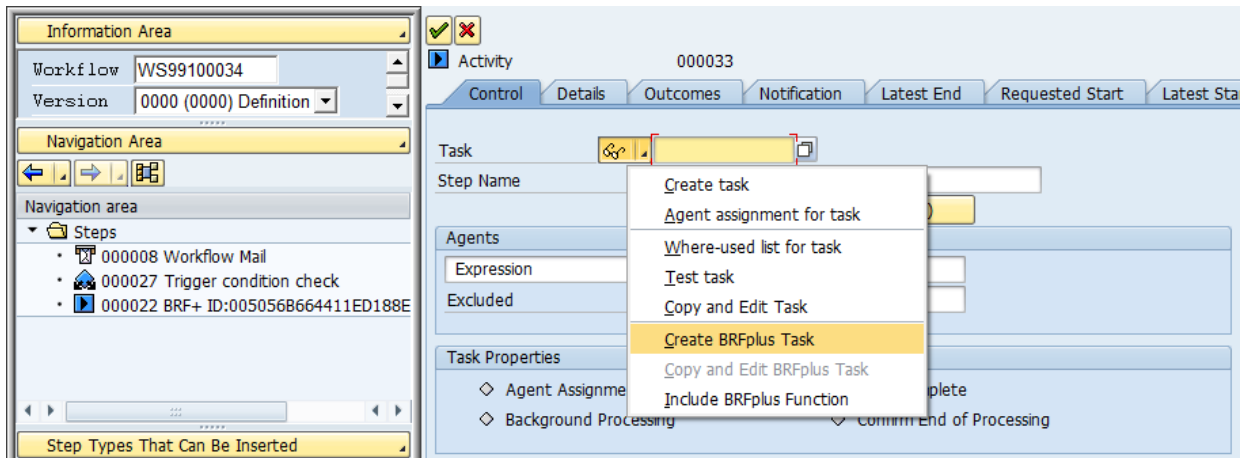 Information Area
Workflow WS99100034
Version 0000 (0000) Definition
Navigation Area
Navigation area
Steps
000008 Workflow Mail
000027 Trigger condition check
000022 BRF+ ID:005056B664411ED188E
Step Types That Can Be Inserted
Activity 000033
Control Details Outcomes Notification Latest End Requested Start Latest Sta
Task
Step Name
Create task
Agent assignment for task
Where-used list for task
Test task
Copy and Edit Task
Create BRFplus Task
Copy and Edit BRFplus Task
Include BRFplus Function
Agents
Expression
Excluded
Task Properties
Agent Assignme
Background Processing Confirm End of Processing